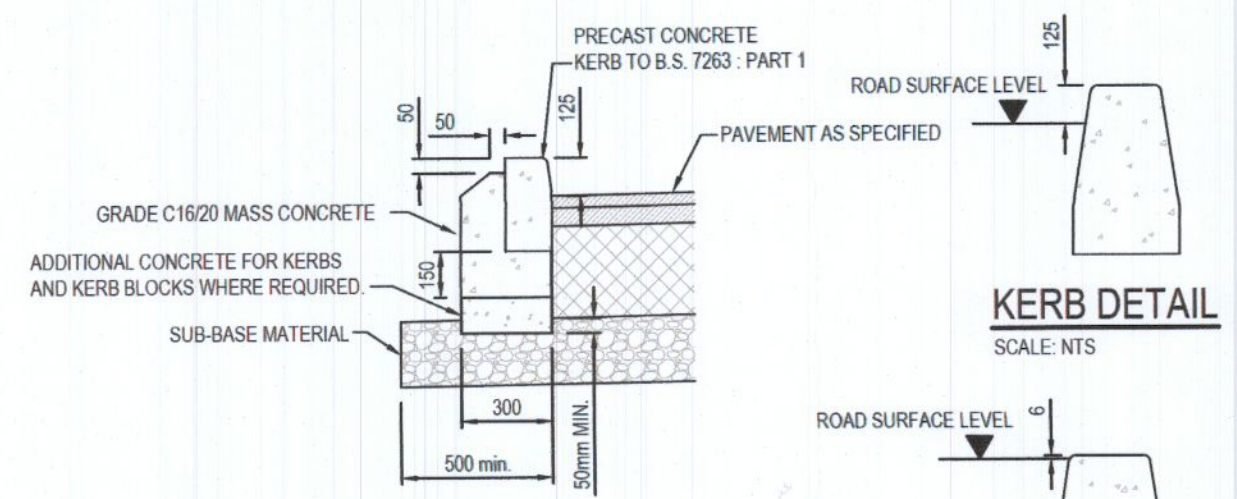 PRECAST CONCRETE
KERB TO B.S. 7263 : PART 1
125
50
50
PAVEMENT AS SPECIFIED
GRADE C16/20 MASS CONCRETE
ADDITIONAL CONCRETE FOR KERBS
AND KERB BLOCKS WHERE REQUIRED.
150
SUB-BASE MATERIAL
300
500 min.
50mm MIN.
125
ROAD SURFACE LEVEL
KERB DETAIL
SCALE: NTS
ROAD SURFACE LEVEL
6